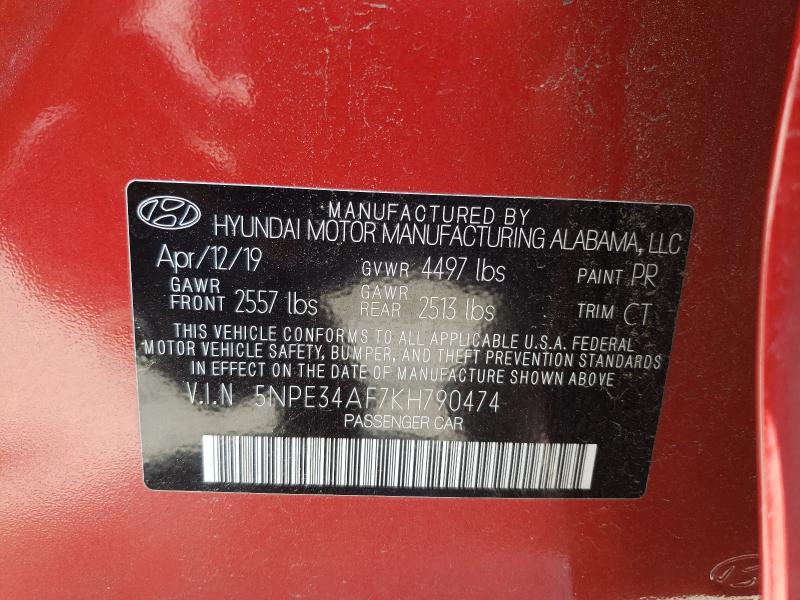 MANUFACTURED BY
HYUNDAI MOTOR MANUFACTURING ALABAMA, LLC
Apr/12/19 GVWR 4497 lbs PAINT PR
GAWR FRONT 2557 lbs GAWR REAR 2513 lbs TRIM CT
THIS VEHICLE CONFORMS TO ALL APPLICABLE U.S.A. FEDERAL
MOTOR VEHICLE SAFETY, BUMPER, AND THEFT PREVENTION STANDARDS
IN EFFECT ON THE DATE OF MANUFACTURE SHOWN ABOVE.
V.I.N 5NPE34AF7KH790474
PASSENGER CAR